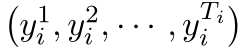 $(y_i^1, y_i^2, \cdots, y_i^{T_i})$